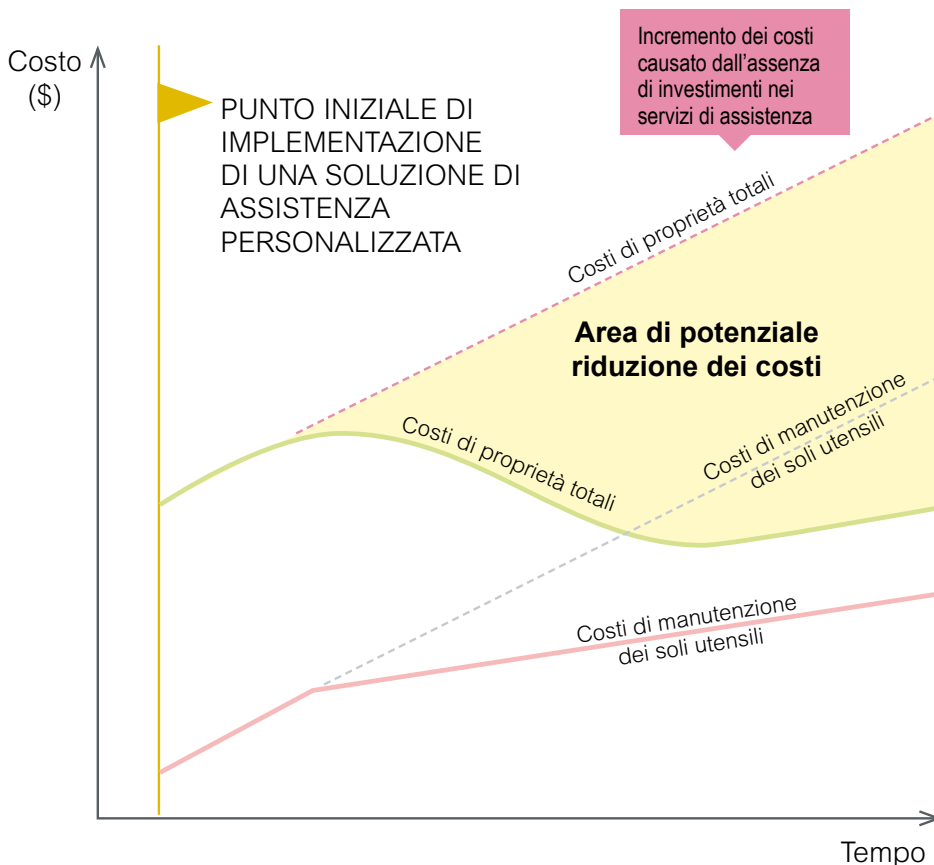 Costo
($)
PUNTO INIZIALE DI
IMPLEMENTAZIONE
DI UNA SOLUZIONE DI
ASSISTENZA
PERSONALIZZATA
Incremento dei costi
causato dall'assenza
di investimenti nei
servizi di assistenza
Costi di proprietà totali
Area di potenziale
riduzione dei costi
Costi di manutenzione
dei soli utensili
Costi di proprietà totali
Costi di manutenzione
dei soli utensili
Tempo